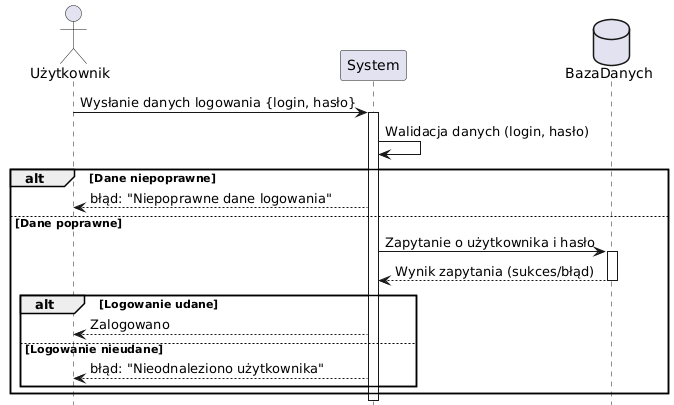 Użytkownik
System
BazaDanych
Wysłanie danych logowania {login, hasło}
Walidacja danych (login, hasło)
alt [Dane niepoprawne]
błąd: "Niepoprawne dane logowania"
[Dane poprawne]
Zapytanie o użytkownika i hasło
Wynik zapytania (sukces/błąd)
alt [Logowanie udane]
Zalogowano
[Logowanie nieudane]
błąd: "Nieodnaleziono użytkownika"